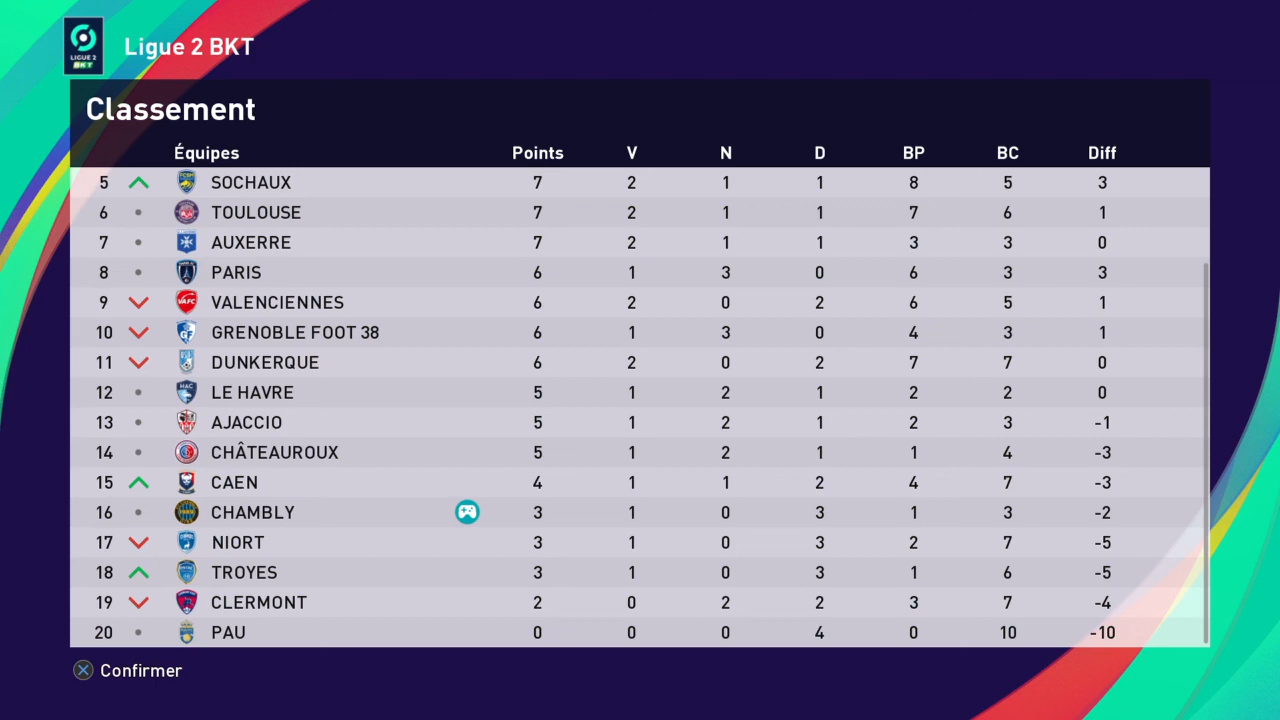 LIGUE 2
BKT
Ligue 2 BKT
Classement
Équipes Points V N D BP BC Diff
5 SOCHAUX 7 2 1 1 8 5 3
6 TOULOUSE 7 2 1 1 7 6 1
7 AUXERRE 7 2 1 1 3 3 0
8 PARIS 6 1 3 0 6 3 3
9 VAFC VALENCIENNES 6 2 0 2 6 5 1
10 GRENOBLE FOOT 38 6 1 3 0 4 3 1
11 DUNKERQUE 6 2 0 2 7 7 0
12 HAC LE HAVRE 5 1 2 1 2 2 0
13 AJACCIO 5 1 2 1 2 3 -1
14 CHÂTEAUROUX 5 1 2 1 1 4 -3
15 CAEN 4 1 1 2 4 7 -3
16 CHAMBLY 3 1 0 3 1 3 -2
17 NIORT 3 1 0 3 2 7 -5
18 TROYES 3 1 0 3 1 6 -5
19 CLERMONT 2 0 2 2 3 7 -4
20 PAU 0 0 0 4 0 10 -10
Confirmer